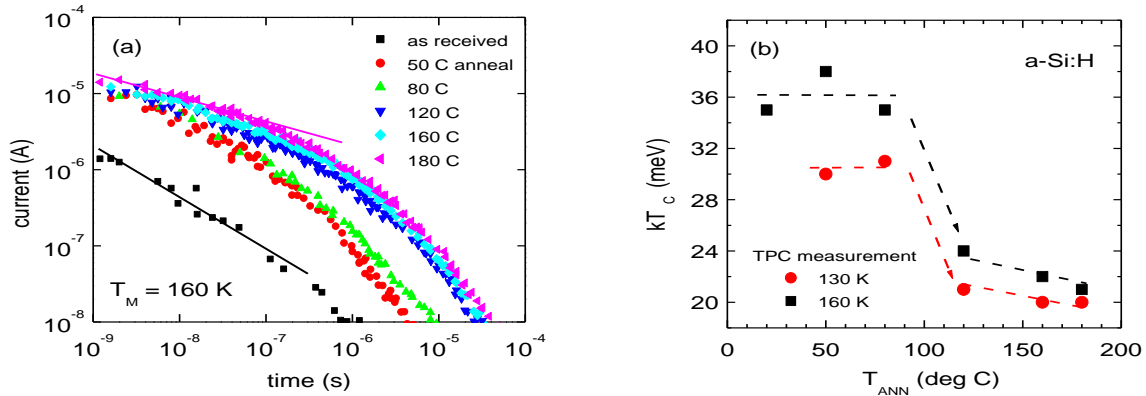 (a)
as received
50 C anneal
80 C
120 C
160 C
180 C
T_M = 160 K
current (A)
10^-4
10^-5
10^-6
10^-7
10^-8
10^-9 10^-8 10^-7 10^-6 10^-5 10^-4
time (s)
(b)
a-Si:H
kT_C (meV)
40
36
32
28
24
20
TPC measurement
130 K
160 K
0 50 100 150 200
T_ANN (deg C)